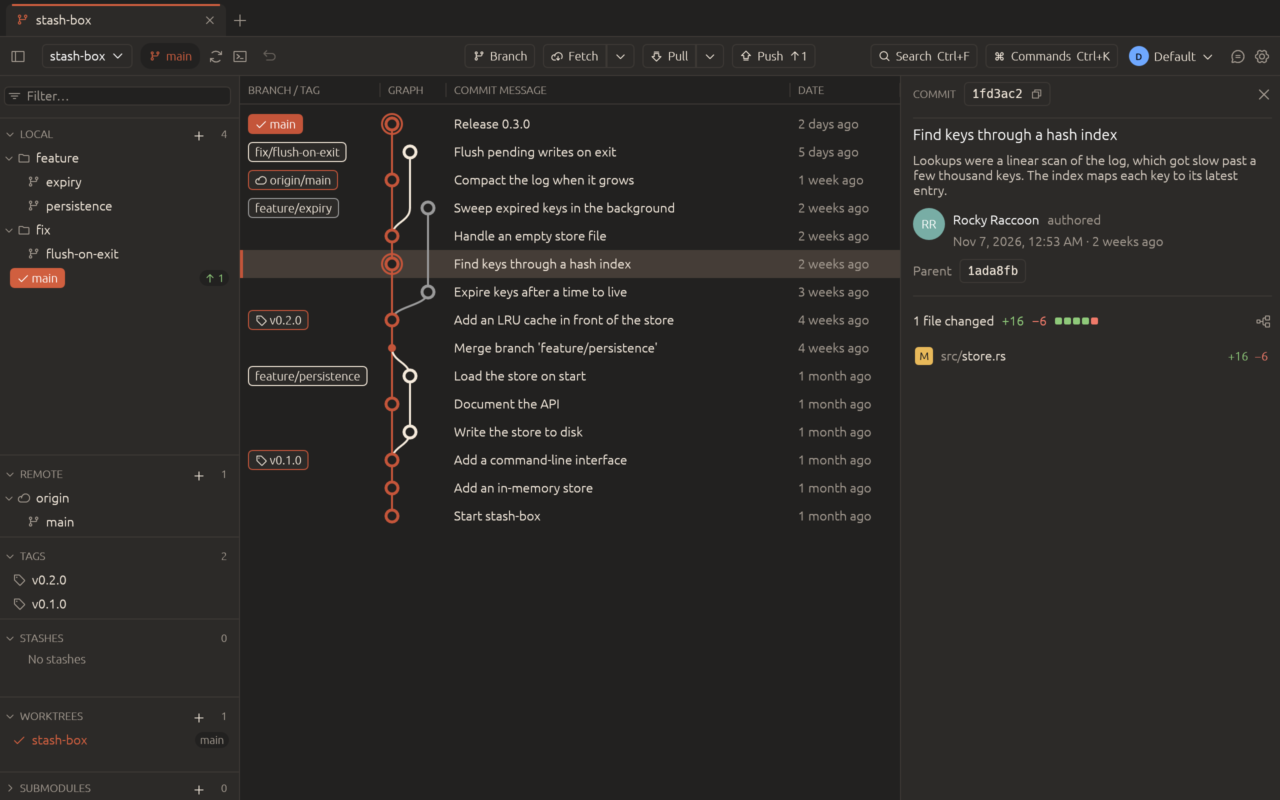 stash-box
stash-box
main
Branch
Fetch
Pull
Push ↑ 1
Search Ctrl+F
⌘ Commands Ctrl+K
D Default
Filter...
LOCAL 4
feature
expiry
persistence
fix
flush-on-exit
main ↑ 1
REMOTE 1
origin
main
TAGS 2
v0.2.0
v0.1.0
STASHES 0
No stashes
WORKTREES 1
stash-box main
SUBMODULES 0
BRANCH / TAG GRAPH COMMIT MESSAGE DATE
main Release 0.3.0 2 days ago
fix/flush-on-exit Flush pending writes on exit 5 days ago
origin/main Compact the log when it grows 1 week ago
feature/expiry Sweep expired keys in the background 2 weeks ago
Handle an empty store file 2 weeks ago
Find keys through a hash index 2 weeks ago
Expire keys after a time to live 3 weeks ago
v0.2.0 Add an LRU cache in front of the store 4 weeks ago
Merge branch 'feature/persistence' 4 weeks ago
feature/persistence Load the store on start 1 month ago
Document the API 1 month ago
Write the store to disk 1 month ago
v0.1.0 Add a command-line interface 1 month ago
Add an in-memory store 1 month ago
Start stash-box 1 month ago
COMMIT 1fd3ac2
Find keys through a hash index
Lookups were a linear scan of the log, which got slow past a
few thousand keys. The index maps each key to its latest
entry.
RR Rocky Raccoon authored
Nov 7, 2026, 12:53 AM · 2 weeks ago
Parent 1ada8fb
1 file changed +16 −6
M src/store.rs +16 −6